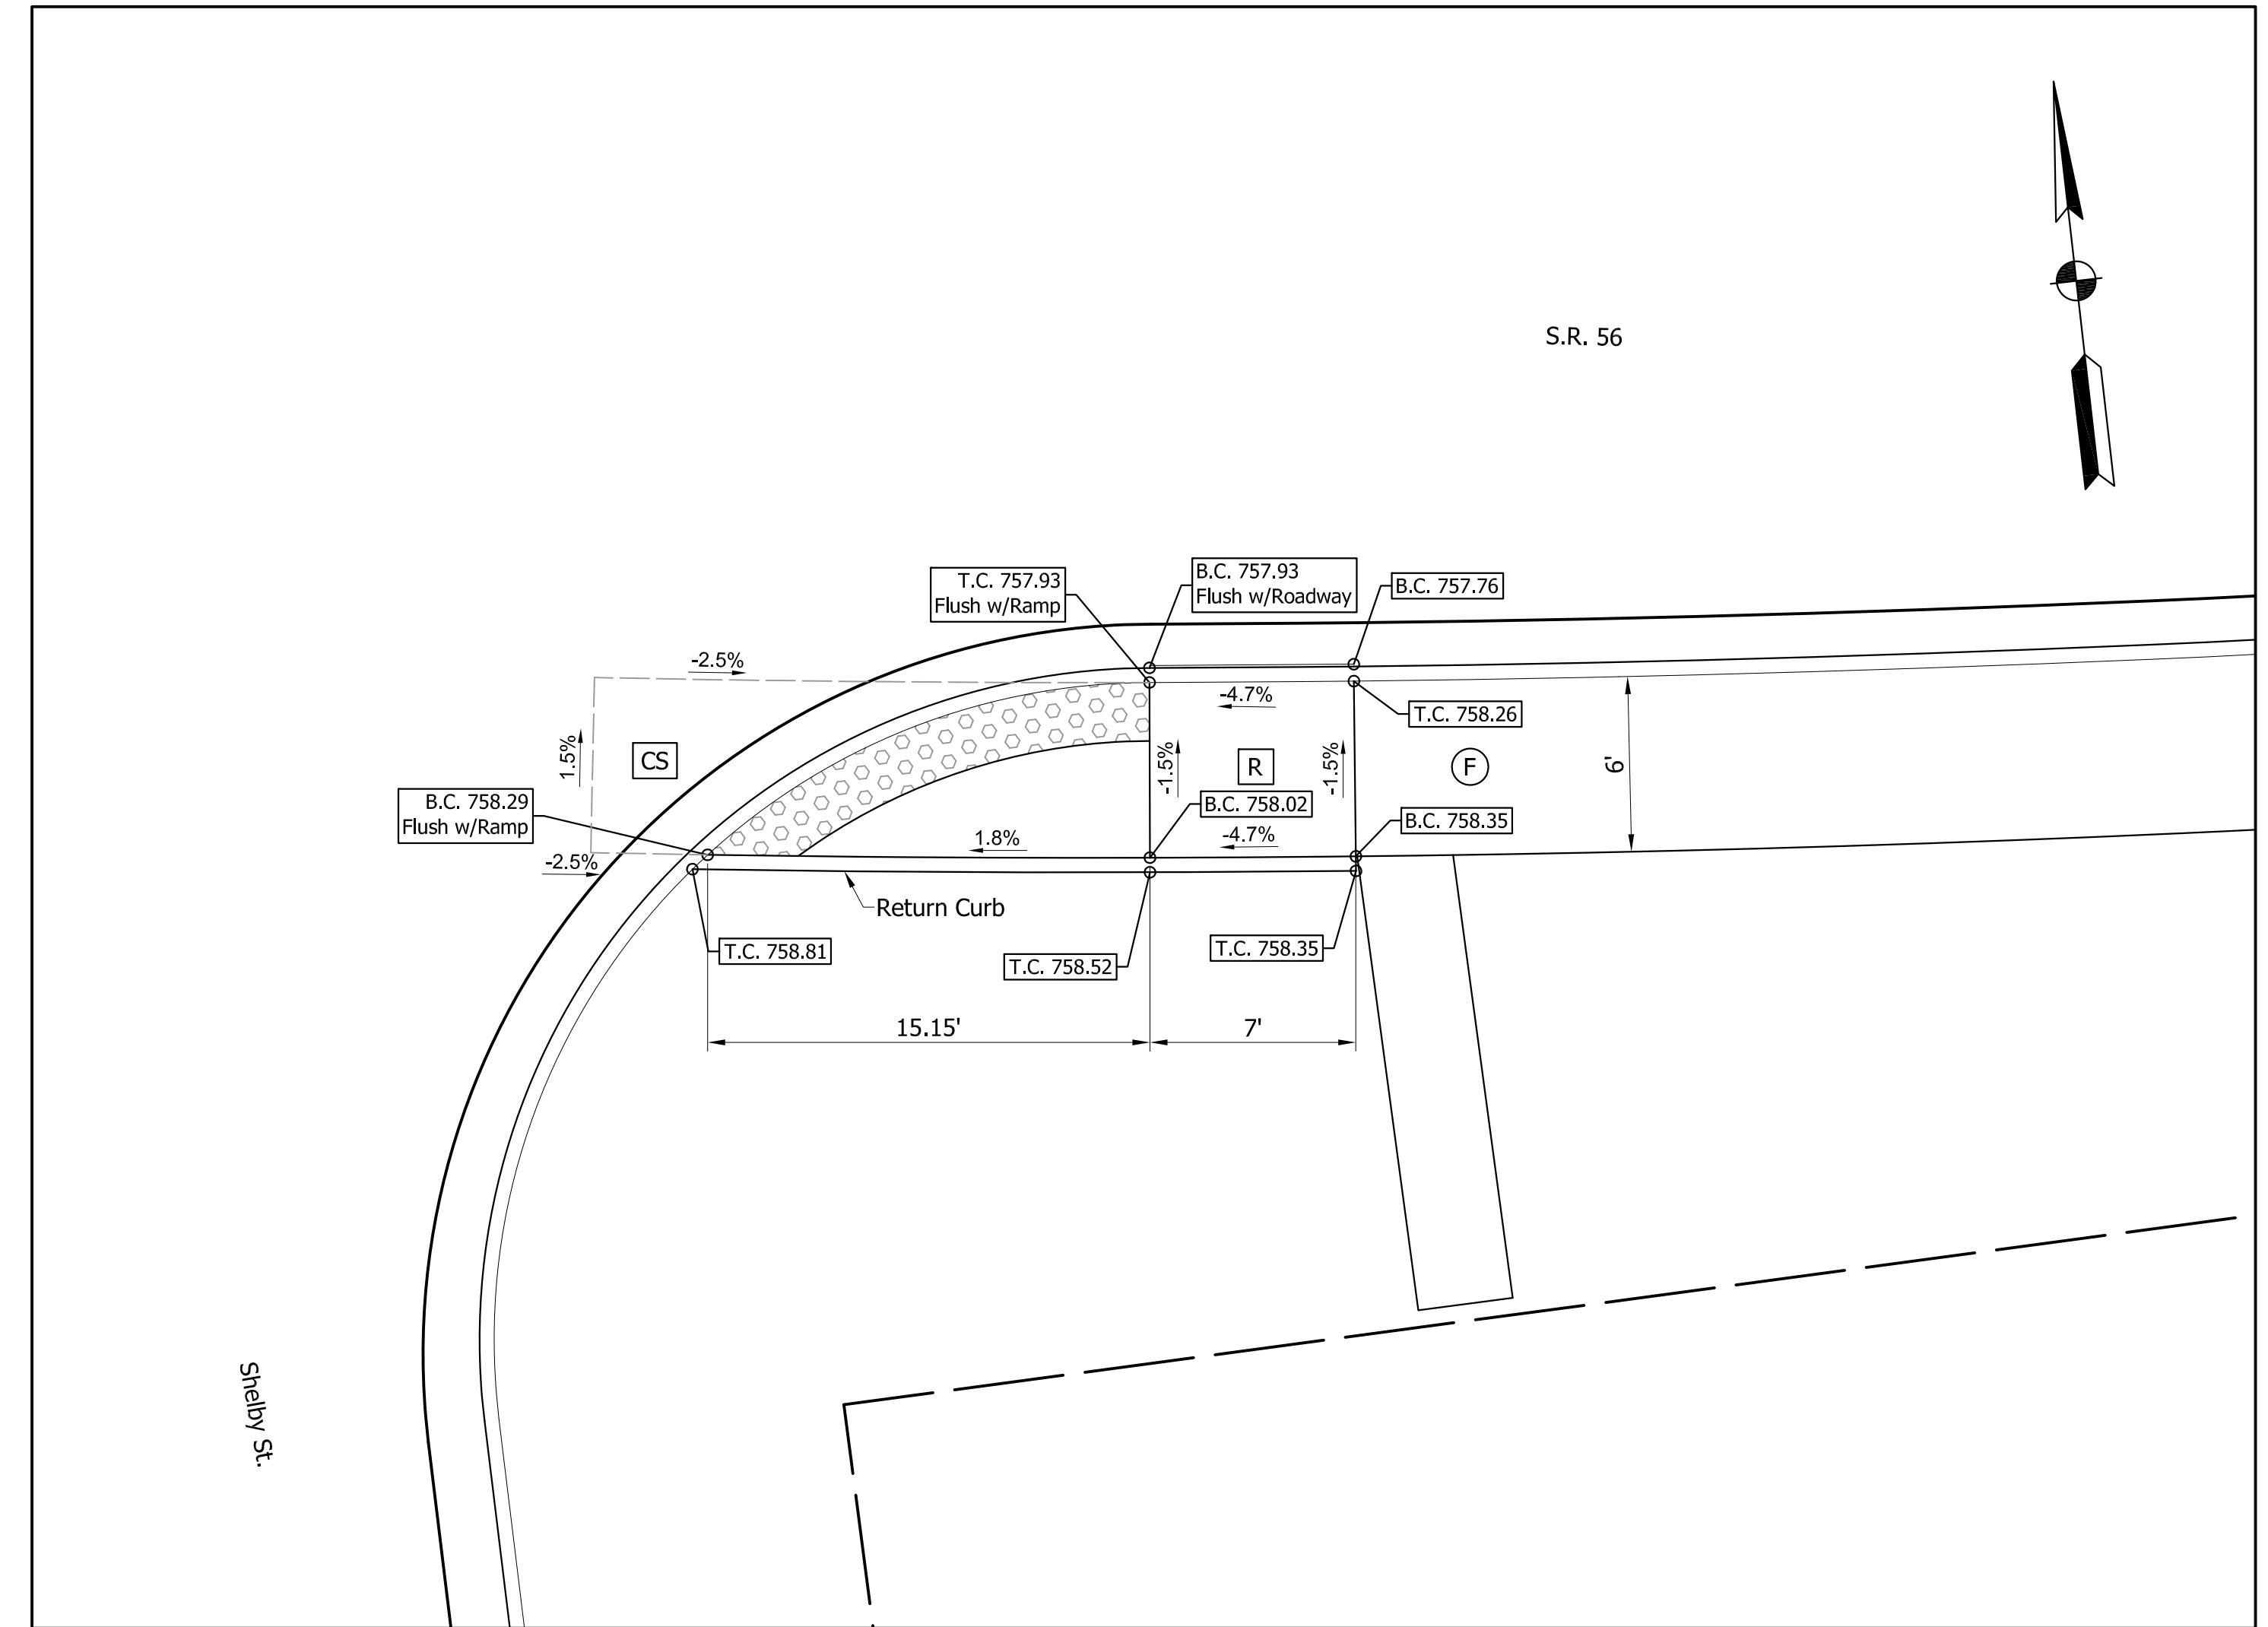 S.R. 56
T.C. 757.93
Flush w/Ramp
B.C. 757.93
Flush w/Roadway
B.C. 757.76
-2.5%
-4.7%
T.C. 758.26
1.5%
CS
-1.5%
R
-1.5%
F
6'
B.C. 758.29
Flush w/Ramp
B.C. 758.02
B.C. 758.35
1.8%
-4.7%
-2.5%
Return Curb
T.C. 758.81
T.C. 758.52
T.C. 758.35
15.15'
7'
Shelby St.